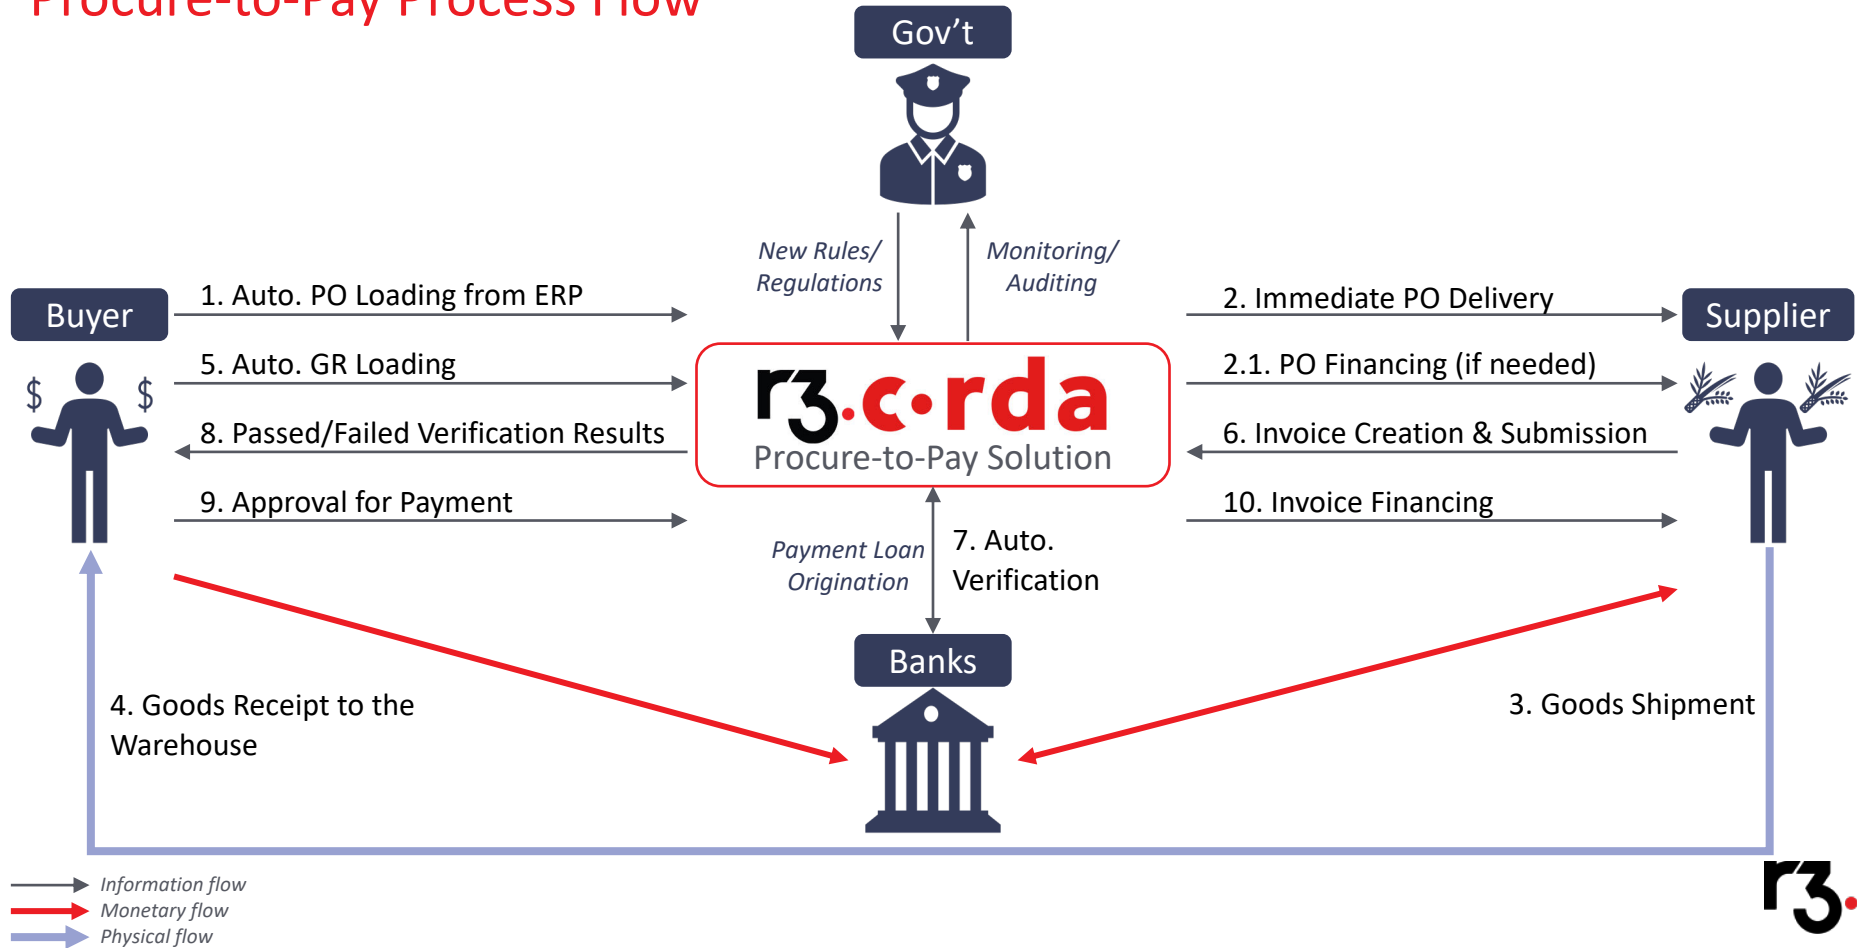 Procure-to-Pay Process Flow
Gov't
New Rules/
Regulations
Monitoring/
Auditing
Buyer
1. Auto. PO Loading from ERP
5. Auto. GR Loading
8. Passed/Failed Verification Results
9. Approval for Payment
r3.c•rda
Procure-to-Pay Solution
2. Immediate PO Delivery
2.1. PO Financing (if needed)
6. Invoice Creation & Submission
10. Invoice Financing
Supplier
$ $
Payment Loan
Origination
7. Auto.
Verification
Banks
4. Goods Receipt to the
Warehouse
3. Goods Shipment
Information flow
Monetary flow
Physical flow
r3.